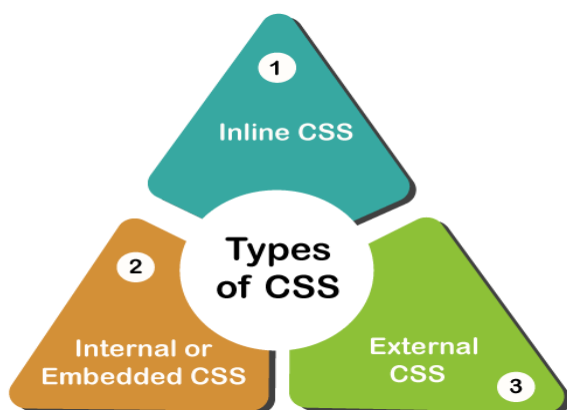 1
Inline CSS
Types
of CSS
2
Internal or
Embedded CSS
External
CSS
3